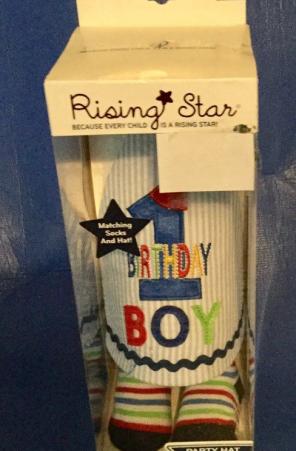 Rising Star®
BECAUSE EVERY CHILD IS A RISING STAR!
Matching
Socks
And Hat!
1
BIRTHDAY
BOY
PARTY HAT